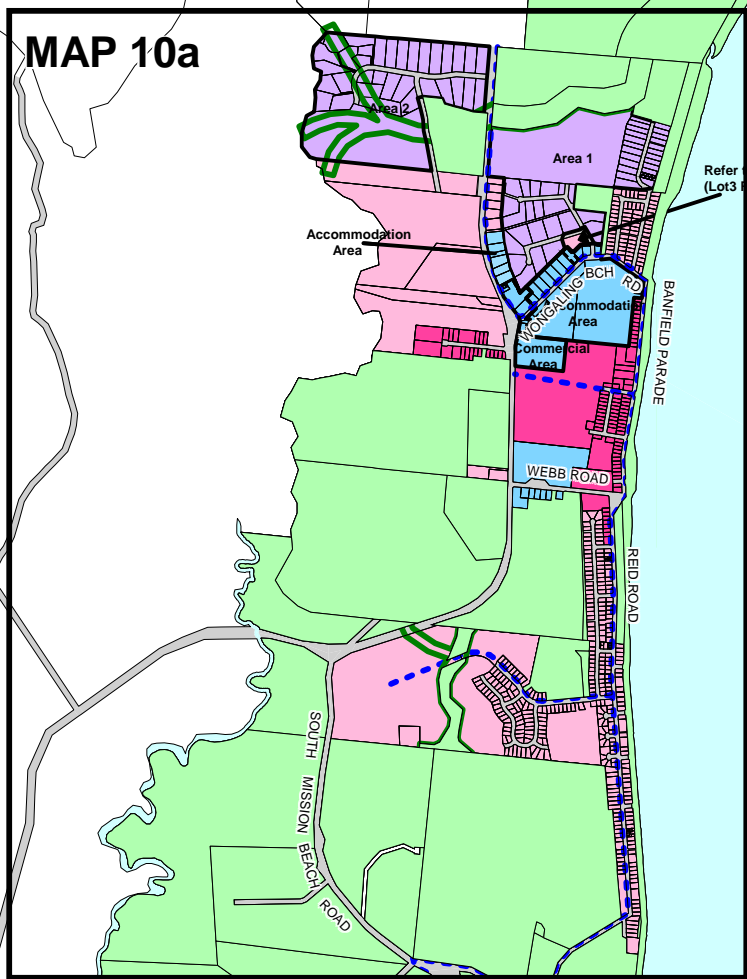 MAP 10a
Area 2
Area 1
Refer
(Lot3
Accommodation
Area
WONGALING BCH RD
BANFIELD PARADE
commodatio
Area
Commercial
Area
WEBB ROAD
REID ROAD
SOUTH MISSION BEACH ROAD